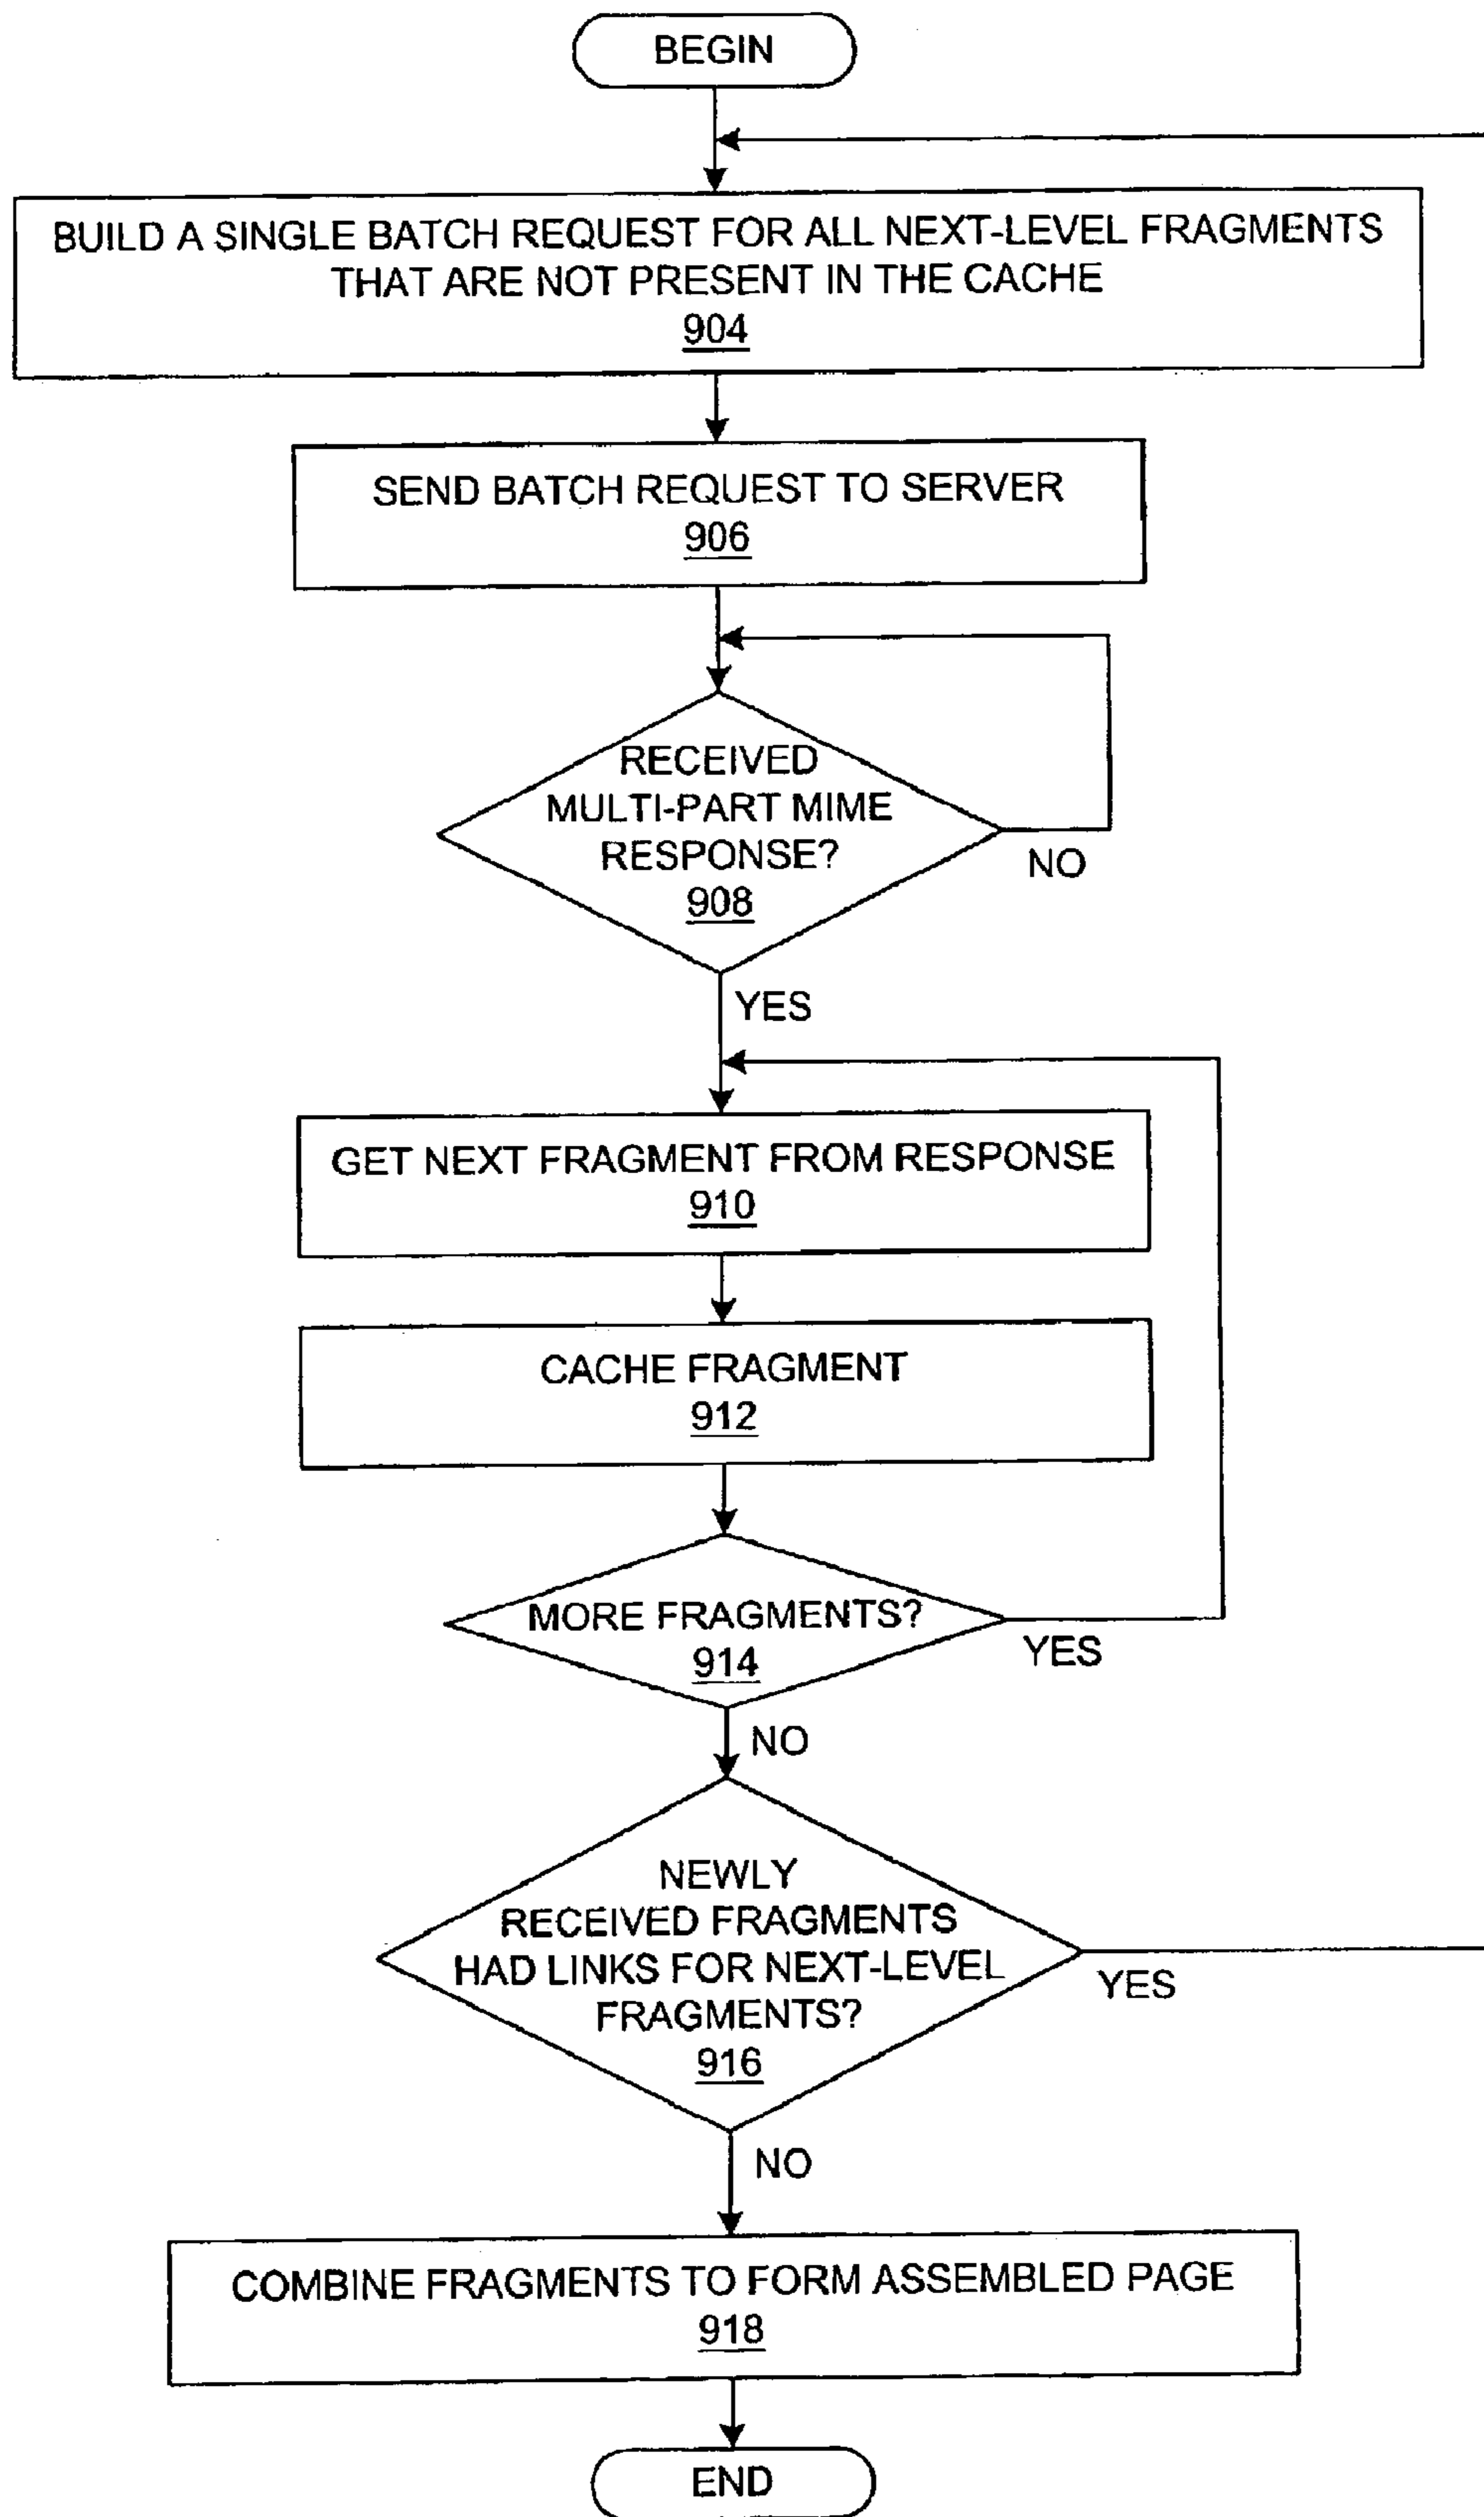 BEGIN
BUILD A SINGLE BATCH REQUEST FOR ALL NEXT-LEVEL FRAGMENTS
THAT ARE NOT PRESENT IN THE CACHE
904
SEND BATCH REQUEST TO SERVER
906
RECEIVED
MULTI-PART MIME
RESPONSE?
908
NO
YES
GET NEXT FRAGMENT FROM RESPONSE
910
CACHE FRAGMENT
912
MORE FRAGMENTS?
914
YES
NO
NEWLY
RECEIVED FRAGMENTS
HAD LINKS FOR NEXT-LEVEL
FRAGMENTS?
916
YES
NO
COMBINE FRAGMENTS TO FORM ASSEMBLED PAGE
918
END